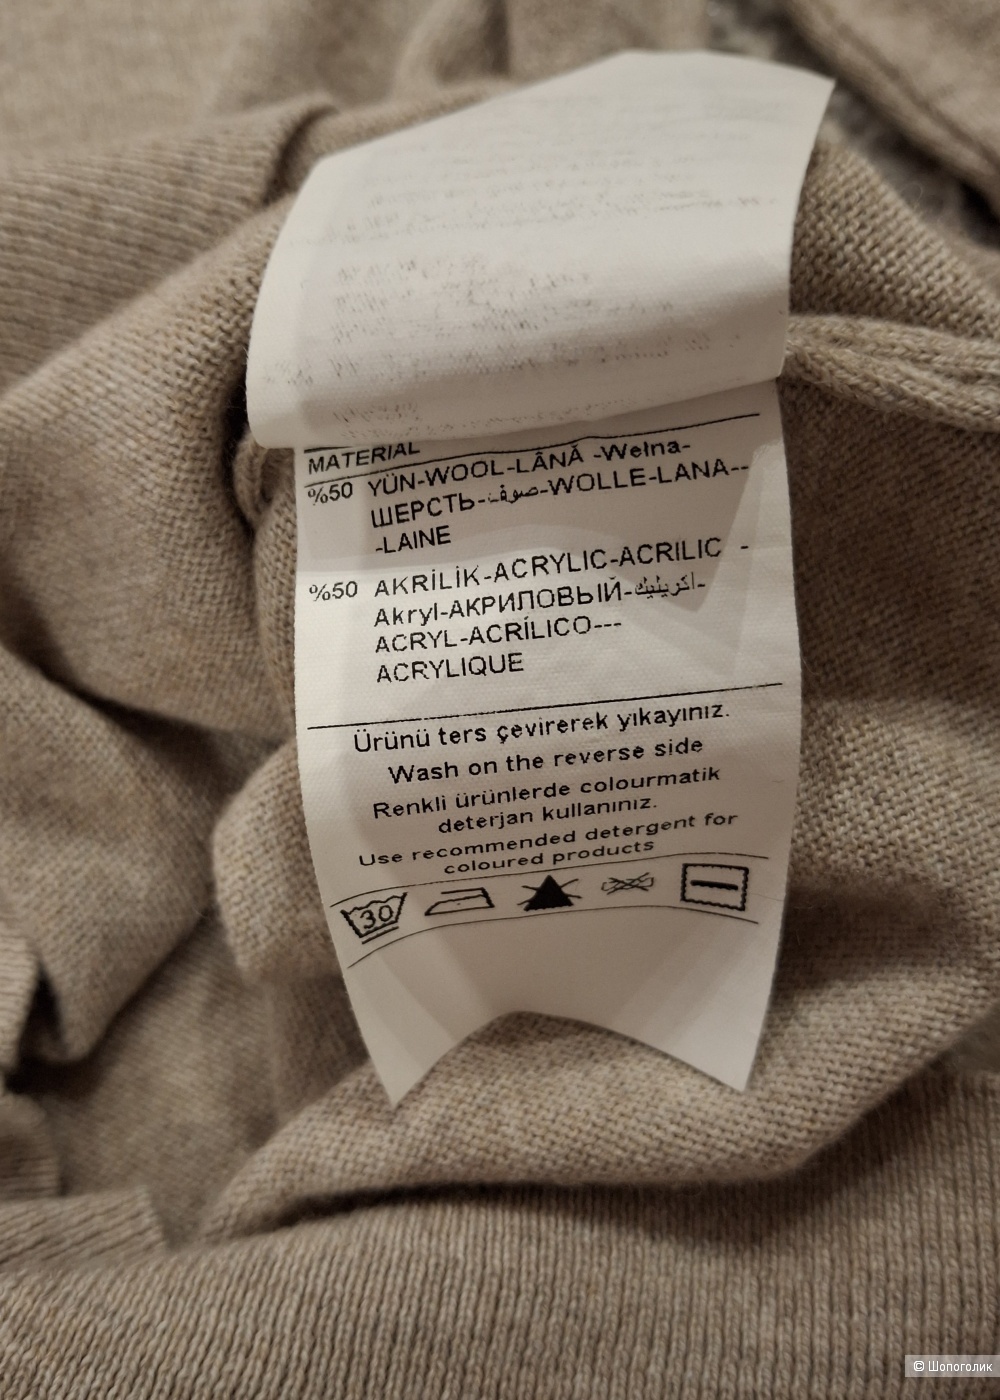 MATERIAL
%50 YÜN-WOOL-LÂNĂ -Wełna-
ШЕРСТЬ-صوف-WOLLE-LANA--
-LAINE
%50 AKRİLİK-ACRYLIC-ACRILIC -
Akryl-АКРИЛОВЫЙ-اكريليك-
ACRYL-ACRÍLICO---
ACRYLIQUE
Ürünü ters çevirerek yıkayınız.
Wash on the reverse side
Renkli ürünlerde colourmatik
deterjan kullanınız.
Use recommended detergent for
coloured products
30
© Шопоголик